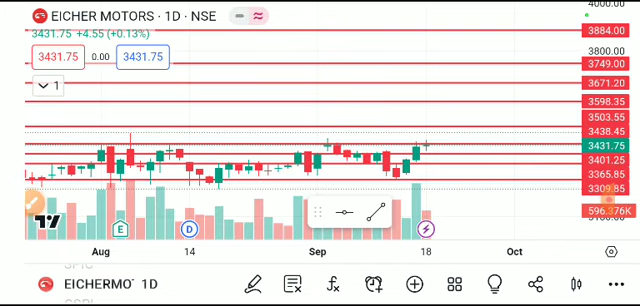 4000.00
EICHER MOTORS · 1D · NSE
3884.00
3431.75 +4.55 (+0.13%)
3800.00
3431.75 0.00 3431.75
3749.00
1
3671.20
3598.35
3503.55
3438.45
3431.75
3401.25
3365.85
3309.85
596.376K
E D
Aug 14 Sep 18 Oct
EICHERMO 1D